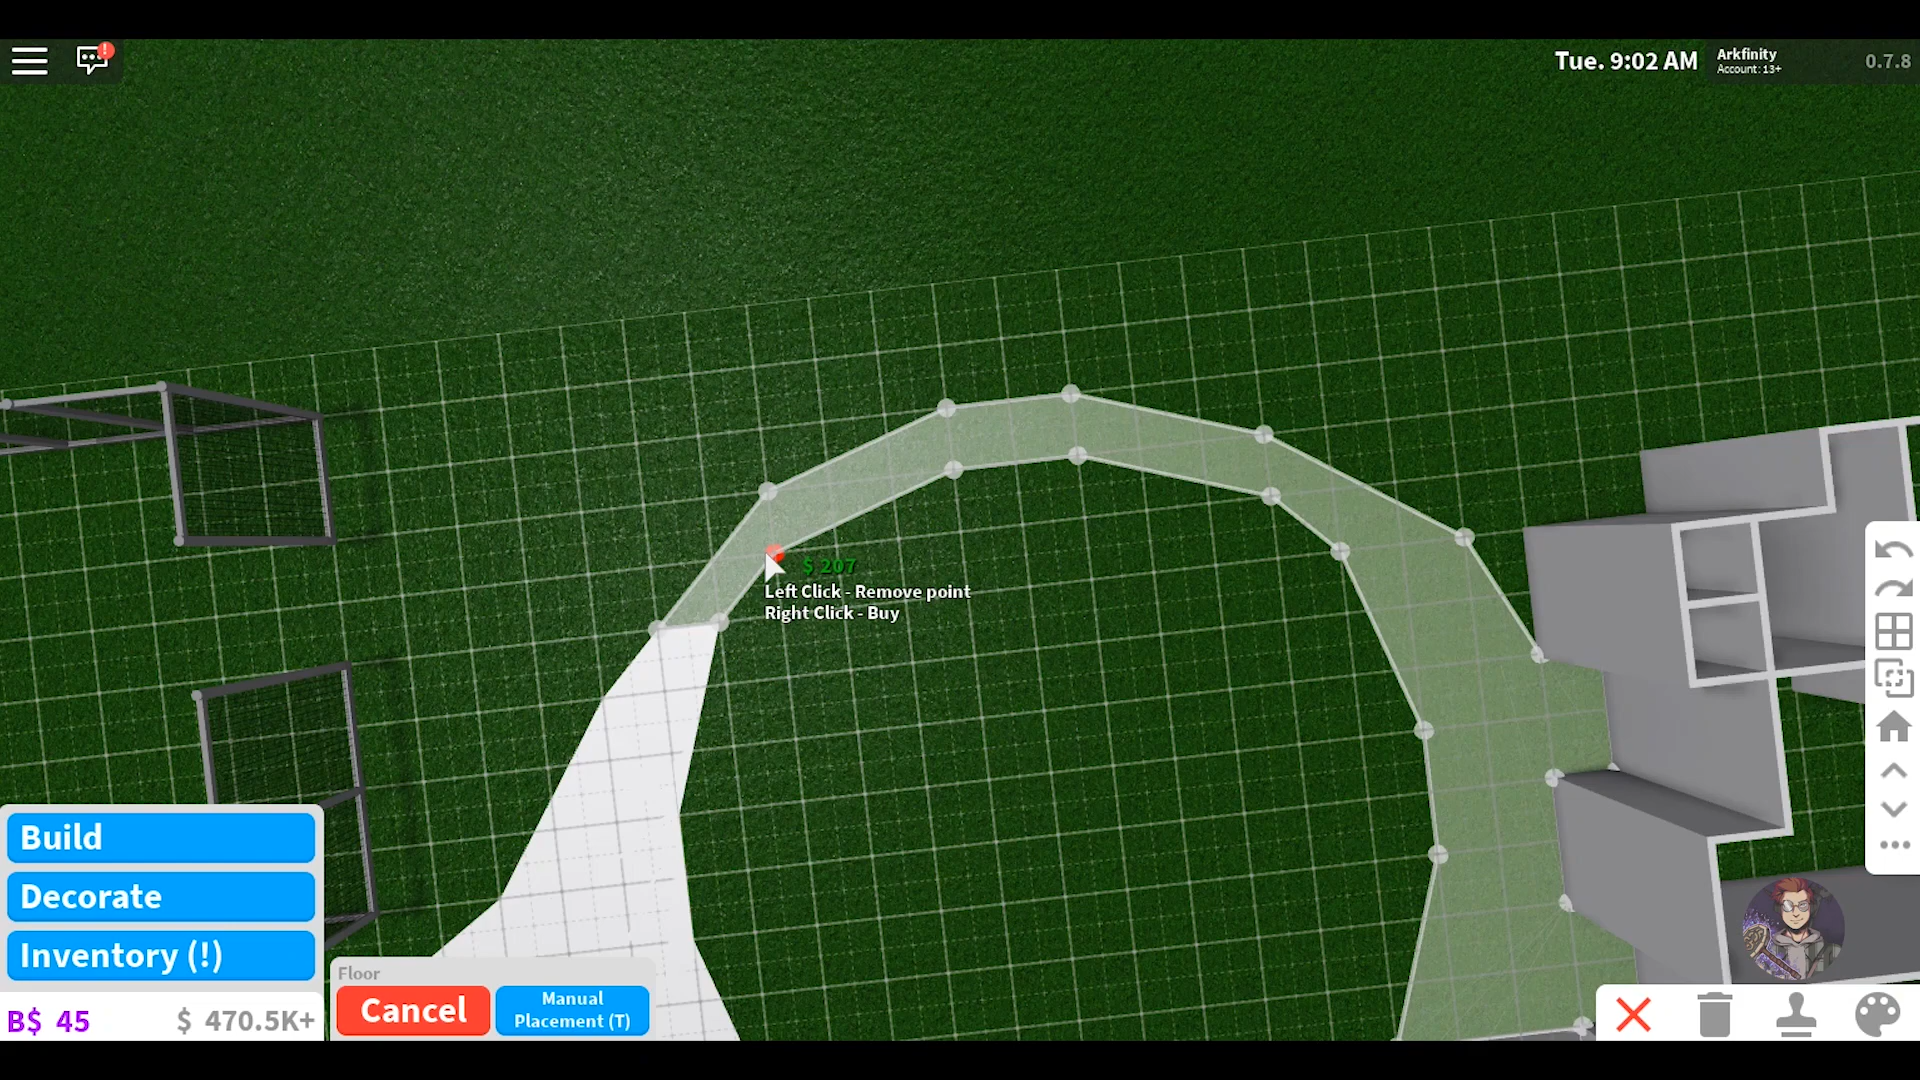 Tue. 9:02 AM
Arkfinity
Account: 13+
0.7.8
$ 207
Left Click - Remove point
Right Click - Buy
Build
Decorate
Inventory (!)
B$ 45
$ 470.5K+
Floor
Cancel
Manual
Placement (T)